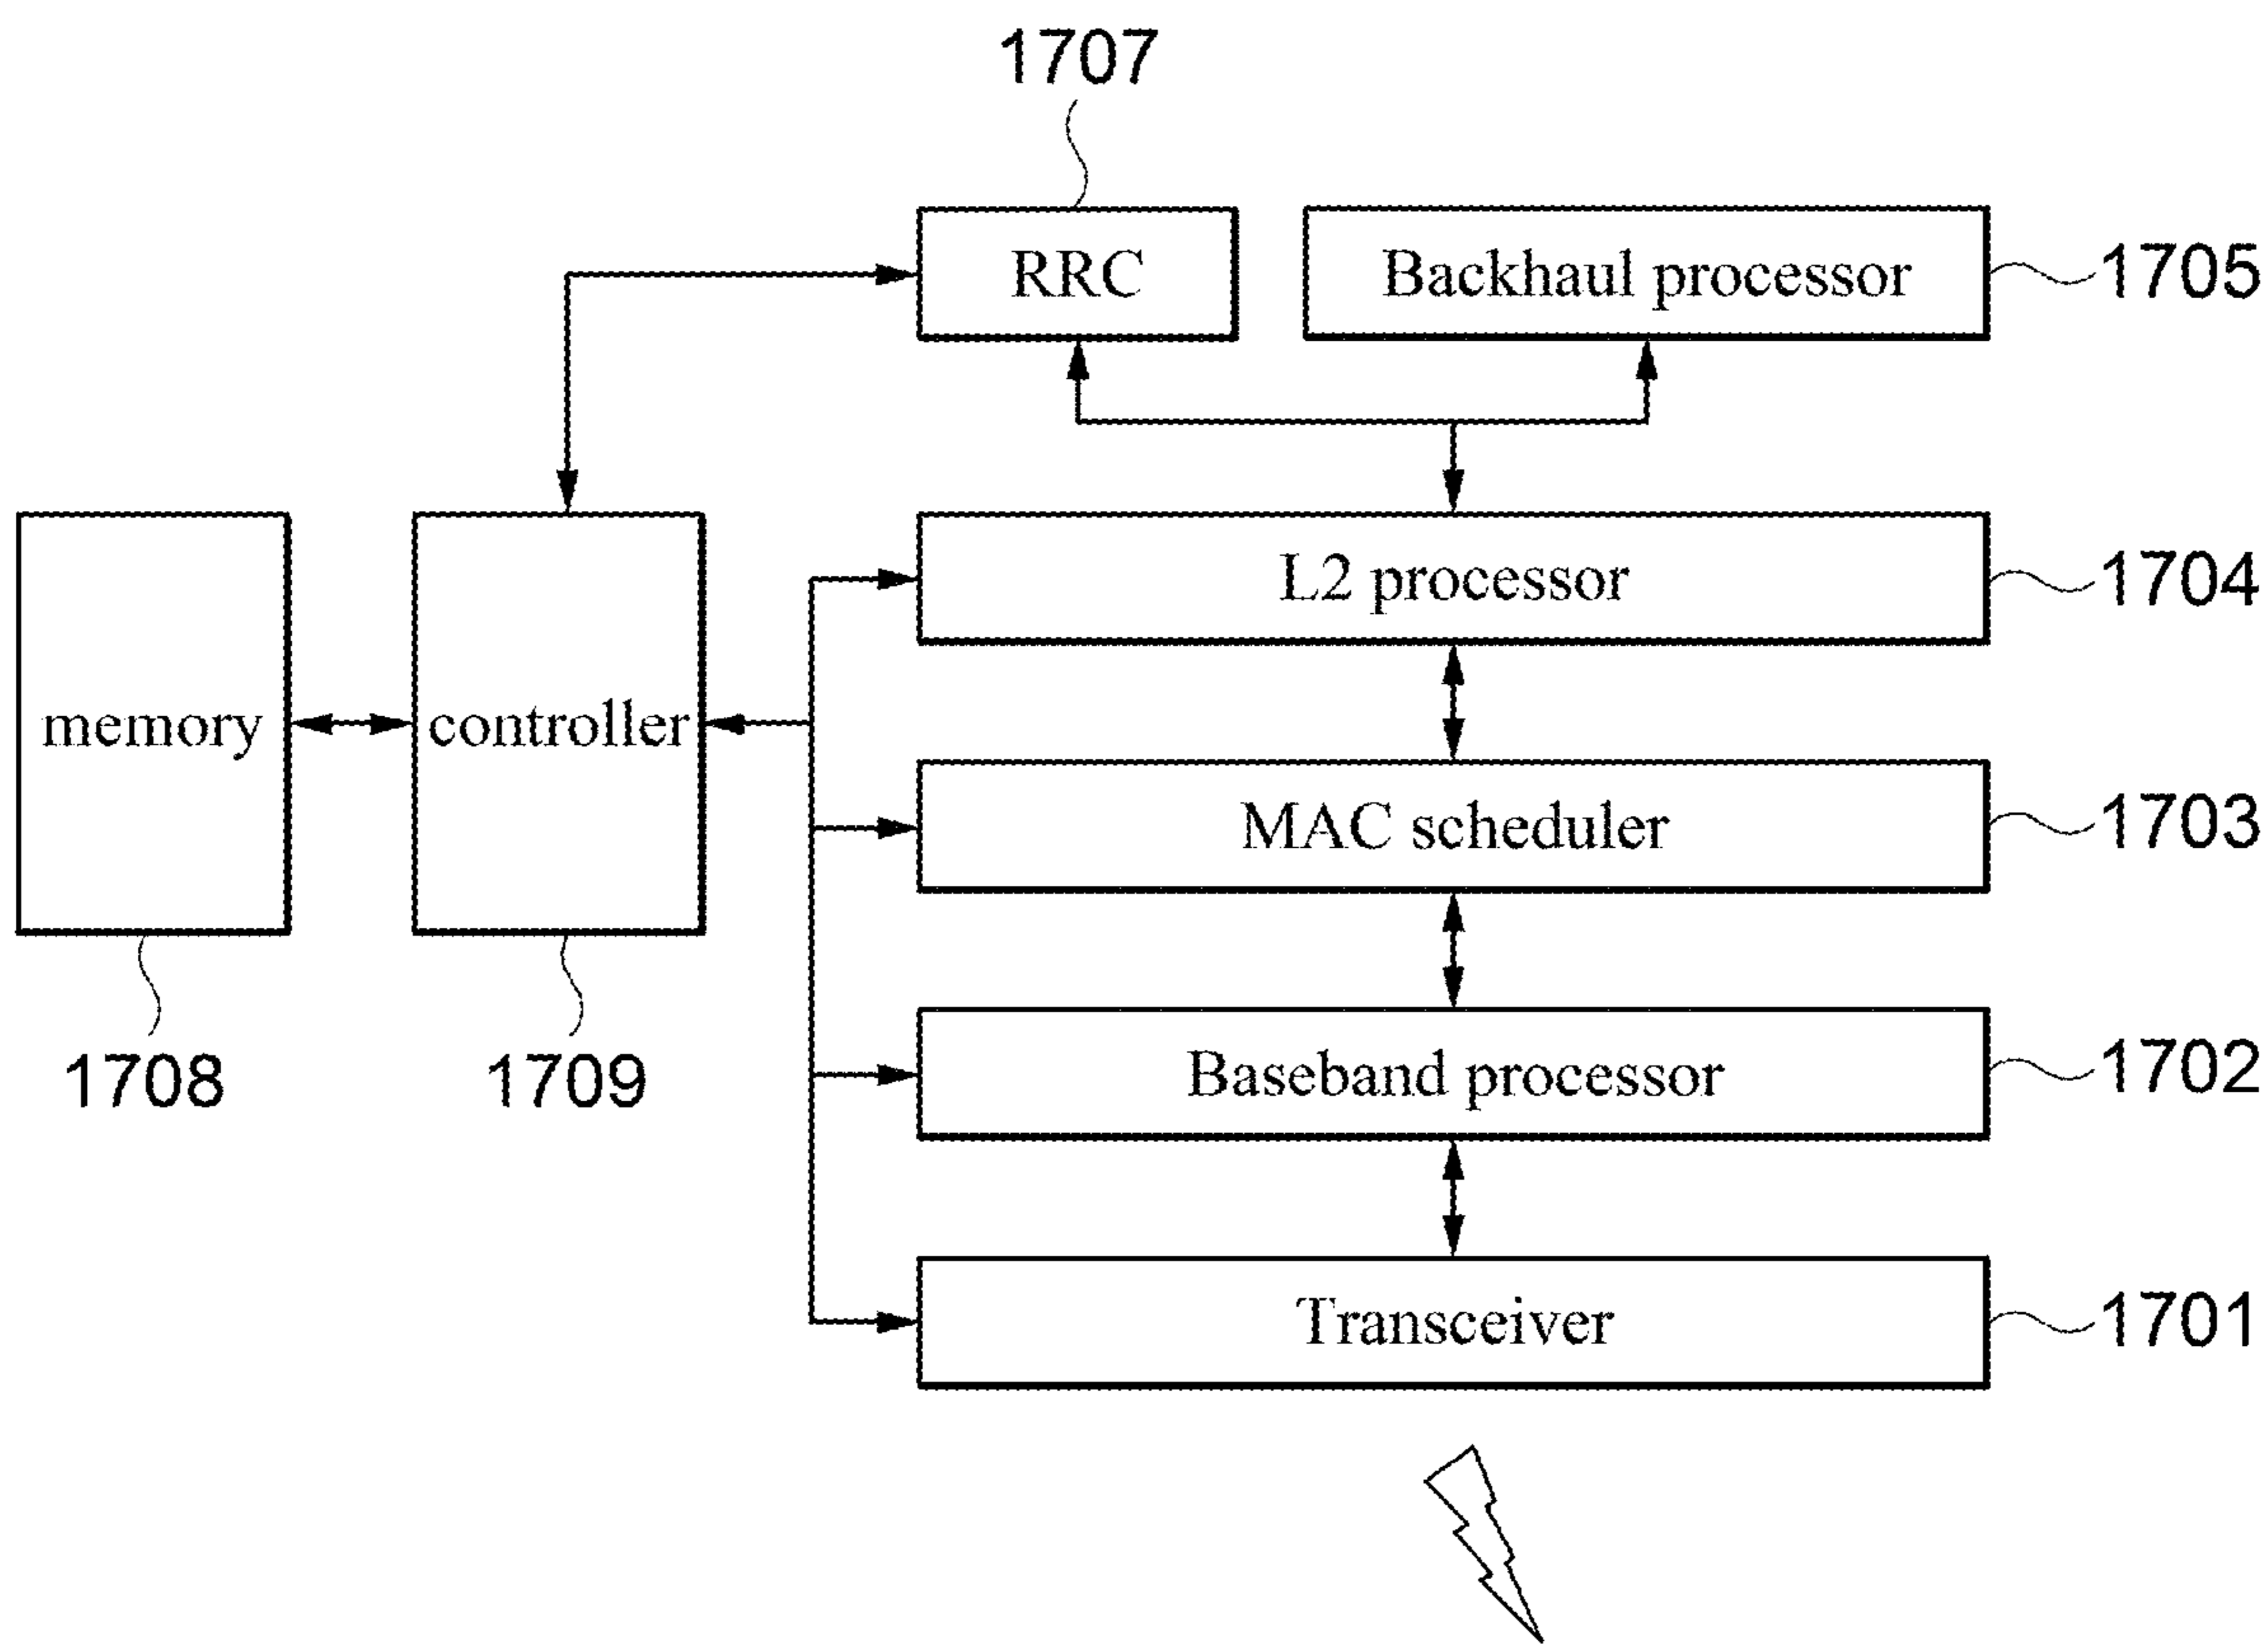 1707
RRC
Backhaul processor
1705
L2 processor
1704
memory
controller
MAC scheduler
1703
1708
1709
Baseband processor
1702
Transceiver
1701